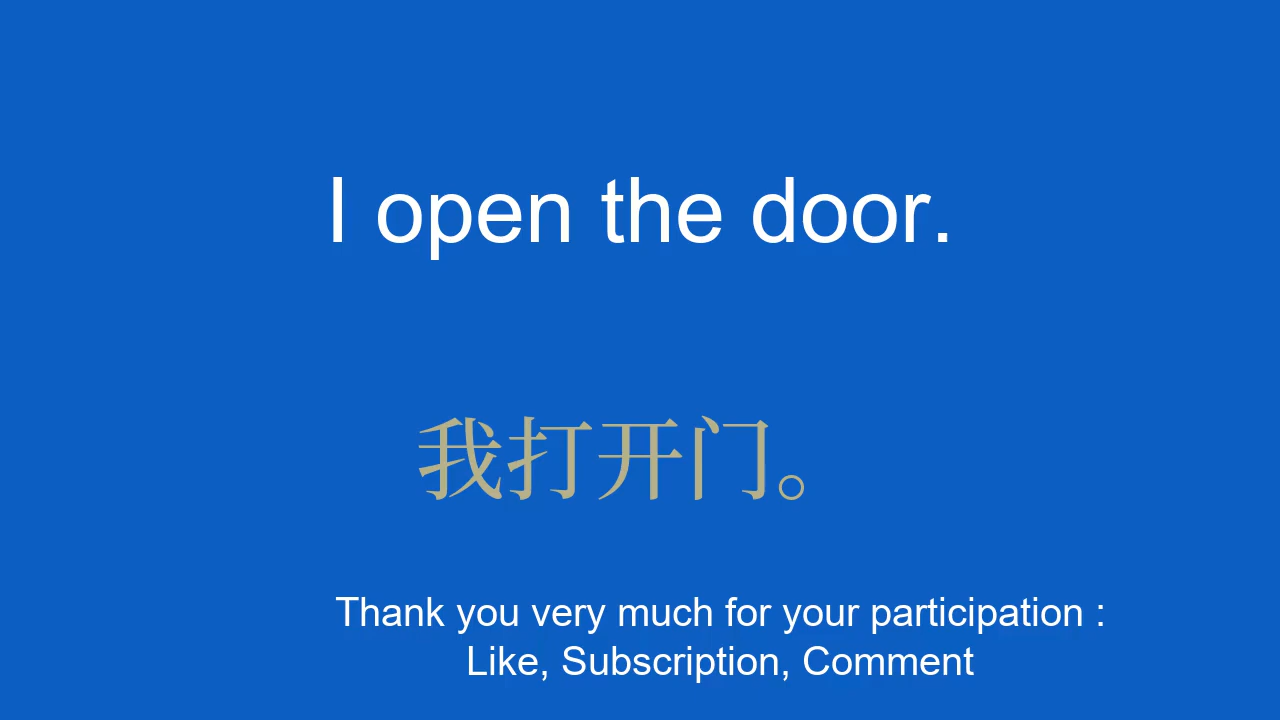 I open the door.
我打开门。
Thank you very much for your participation :
Like, Subscription, Comment